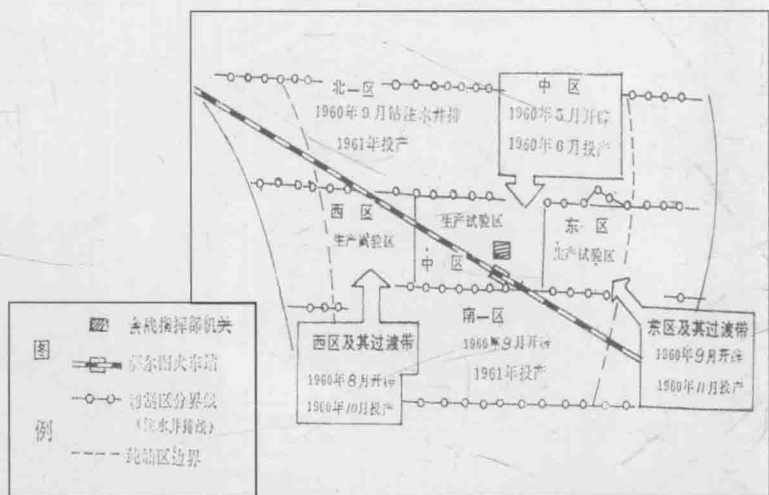 北一区
1960年9月钻注水井排
1961年投产
中区
1960年5月开辟
1960年6月投产
西区
生产试验区
生产试验区
中区
东区
生产试验区
南一区
1960年9月开辟
1961年投产
西区及其过渡带
1960年8月开辟
1960年10月投产
东区及其过渡带
1960年9月开辟
1960年11月投产
图例
会战指挥部机关
萨尔图火车站
切割区分界线
(注水井排线)
纯油区边界